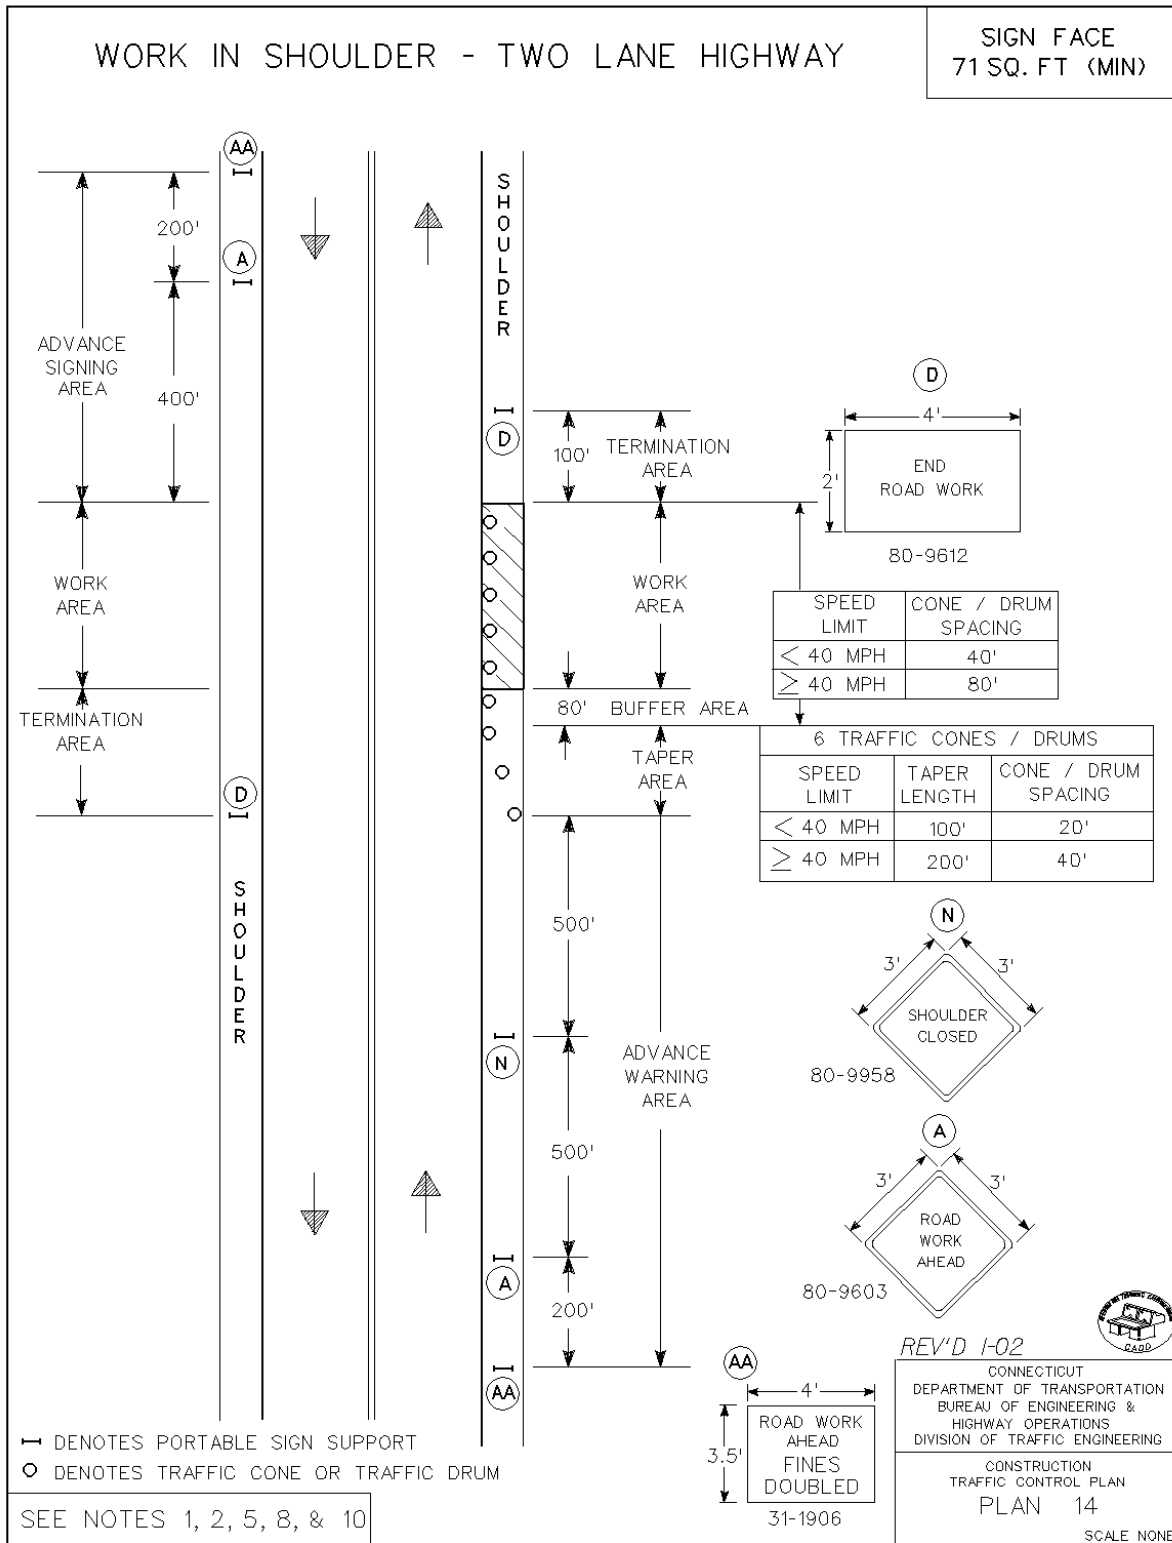 WORK IN SHOULDER - TWO LANE HIGHWAY
SIGN FACE
71 SQ. FT (MIN)
AA
200'
A
ADVANCE
SIGNING
AREA
400'
SHOULDER
D
100'
TERMINATION
AREA
D
4'
2'
END
ROAD WORK
80-9612
WORK
AREA
WORK
AREA
SPEED
LIMIT
CONE / DRUM
SPACING
< 40 MPH
40'
≥ 40 MPH
80'
TERMINATION
AREA
80'
BUFFER AREA
TAPER
AREA
D
6 TRAFFIC CONES / DRUMS
SPEED
LIMIT
TAPER
LENGTH
CONE / DRUM
SPACING
< 40 MPH
100'
20'
≥ 40 MPH
200'
40'
SHOULDER
500'
N
3'
3'
SHOULDER
CLOSED
80-9958
N
ADVANCE
WARNING
AREA
500'
A
3'
3'
ROAD
WORK
AHEAD
80-9603
A
200'
AA
AA
4'
3.5'
ROAD WORK
AHEAD
FINES
DOUBLED
31-1906
REV'D 1-02
CADD
CONNECTICUT
DEPARTMENT OF TRANSPORTATION
BUREAU OF ENGINEERING &
HIGHWAY OPERATIONS
DIVISION OF TRAFFIC ENGINEERING
CONSTRUCTION
TRAFFIC CONTROL PLAN
PLAN 14
SCALE NONE
DENOTES PORTABLE SIGN SUPPORT
DENOTES TRAFFIC CONE OR TRAFFIC DRUM
SEE NOTES 1, 2, 5, 8, & 10